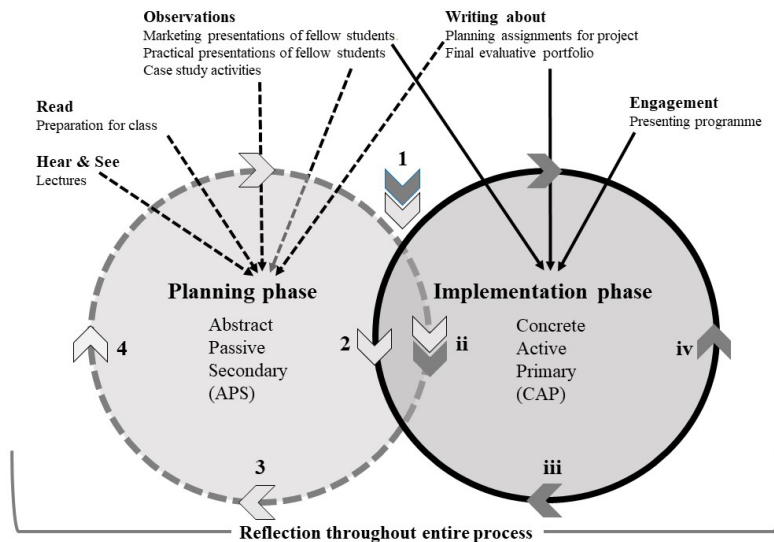 Observations
Marketing presentations of fellow students
Practical presentations of fellow students
Case study activities
Writing about
Planning assignments for project
Final evaluative portfolio
Read
Preparation for class
Engagement
Presenting programme
Hear & See
Lectures
1
Planning phase
Abstract
Passive
Secondary
(APS)
Implementation phase
Concrete
Active
Primary
(CAP)
4
2
ii
iv
3
iii
Reflection throughout entire process